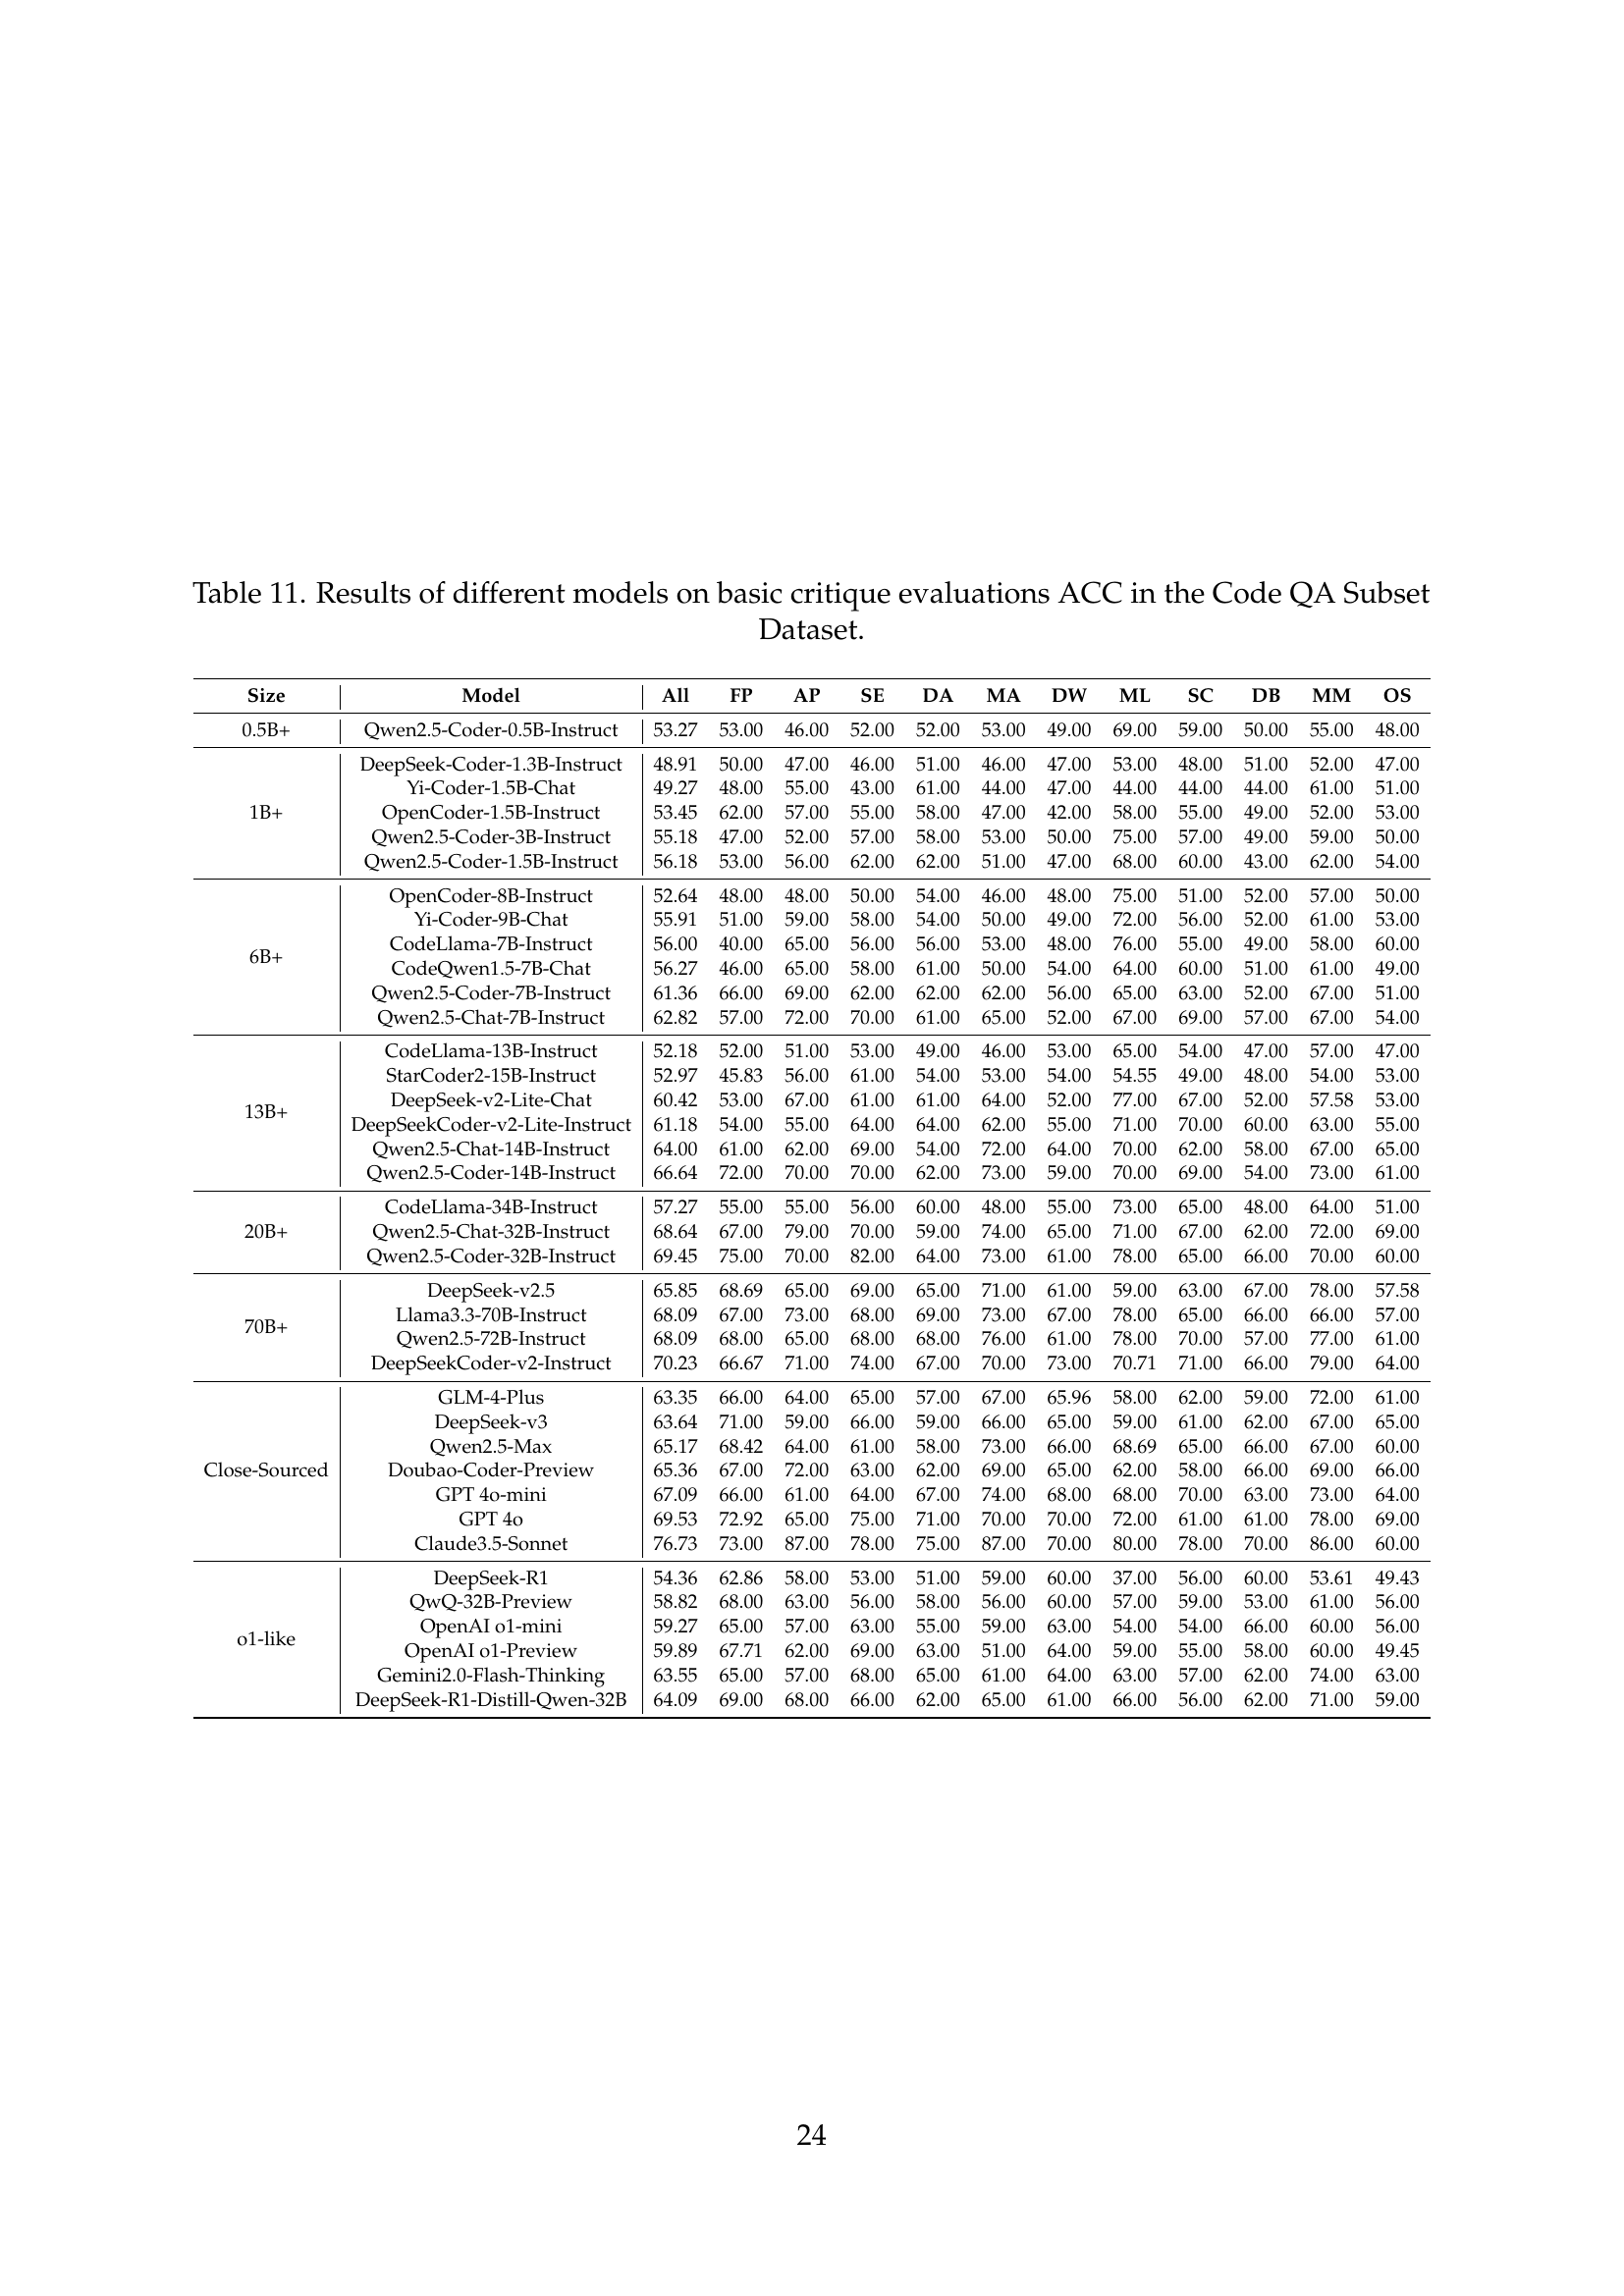 Table 11. Results of different models on basic critique evaluations ACC in the Code QA Subset
Dataset.
Size Model All FP AP SE DA MA DW ML SC DB MM OS
0.5B+ Qwen2.5-Coder-0.5B-Instruct 53.27 53.00 46.00 52.00 52.00 53.00 49.00 69.00 59.00 50.00 55.00 48.00
1B+ DeepSeek-Coder-1.3B-Instruct 48.91 50.00 47.00 46.00 51.00 46.00 47.00 53.00 48.00 51.00 52.00 47.00
Yi-Coder-1.5B-Chat 49.27 48.00 55.00 43.00 61.00 44.00 47.00 44.00 44.00 44.00 61.00 51.00
OpenCoder-1.5B-Instruct 53.45 62.00 57.00 55.00 58.00 47.00 42.00 58.00 55.00 49.00 52.00 53.00
Qwen2.5-Coder-3B-Instruct 55.18 47.00 52.00 57.00 58.00 53.00 50.00 75.00 57.00 49.00 59.00 50.00
Qwen2.5-Coder-1.5B-Instruct 56.18 53.00 56.00 62.00 62.00 51.00 47.00 68.00 60.00 43.00 62.00 54.00
6B+ OpenCoder-8B-Instruct 52.64 48.00 48.00 50.00 54.00 46.00 48.00 75.00 51.00 52.00 57.00 50.00
Yi-Coder-9B-Chat 55.91 51.00 59.00 58.00 54.00 50.00 49.00 72.00 56.00 52.00 61.00 53.00
CodeLlama-7B-Instruct 56.00 40.00 65.00 56.00 56.00 53.00 48.00 76.00 55.00 49.00 58.00 60.00
CodeQwen1.5-7B-Chat 56.27 46.00 65.00 58.00 61.00 50.00 54.00 64.00 60.00 51.00 61.00 49.00
Qwen2.5-Coder-7B-Instruct 61.36 66.00 69.00 62.00 62.00 62.00 56.00 65.00 63.00 52.00 67.00 51.00
Qwen2.5-Chat-7B-Instruct 62.82 57.00 72.00 70.00 61.00 65.00 52.00 67.00 69.00 57.00 67.00 54.00
13B+ CodeLlama-13B-Instruct 52.18 52.00 51.00 53.00 49.00 46.00 53.00 65.00 54.00 47.00 57.00 47.00
StarCoder2-15B-Instruct 52.97 45.83 56.00 61.00 54.00 53.00 54.00 54.55 49.00 48.00 54.00 53.00
DeepSeek-v2-Lite-Chat 60.42 53.00 67.00 61.00 61.00 64.00 52.00 77.00 67.00 52.00 57.58 53.00
DeepSeekCoder-v2-Lite-Instruct 61.18 54.00 55.00 64.00 64.00 62.00 55.00 71.00 70.00 60.00 63.00 55.00
Qwen2.5-Chat-14B-Instruct 64.00 61.00 62.00 69.00 54.00 72.00 64.00 70.00 62.00 58.00 67.00 65.00
Qwen2.5-Coder-14B-Instruct 66.64 72.00 70.00 70.00 62.00 73.00 59.00 70.00 69.00 54.00 73.00 61.00
20B+ CodeLlama-34B-Instruct 57.27 55.00 55.00 56.00 60.00 48.00 55.00 73.00 65.00 48.00 64.00 51.00
Qwen2.5-Chat-32B-Instruct 68.64 67.00 79.00 70.00 59.00 74.00 65.00 71.00 67.00 62.00 72.00 69.00
Qwen2.5-Coder-32B-Instruct 69.45 75.00 70.00 82.00 64.00 73.00 61.00 78.00 65.00 66.00 70.00 60.00
70B+ DeepSeek-v2.5 65.85 68.69 65.00 69.00 65.00 71.00 61.00 59.00 63.00 67.00 78.00 57.58
Llama3.3-70B-Instruct 68.09 67.00 73.00 68.00 69.00 73.00 67.00 78.00 65.00 66.00 66.00 57.00
Qwen2.5-72B-Instruct 68.09 68.00 65.00 68.00 68.00 76.00 61.00 78.00 70.00 57.00 77.00 61.00
DeepSeekCoder-v2-Instruct 70.23 66.67 71.00 74.00 67.00 70.00 73.00 70.71 71.00 66.00 79.00 64.00
Close-Sourced GLM-4-Plus 63.35 66.00 64.00 65.00 57.00 67.00 65.96 58.00 62.00 59.00 72.00 61.00
DeepSeek-v3 63.64 71.00 59.00 66.00 59.00 66.00 65.00 59.00 61.00 62.00 67.00 65.00
Qwen2.5-Max 65.17 68.42 64.00 61.00 58.00 73.00 66.00 68.69 65.00 66.00 67.00 60.00
Doubao-Coder-Preview 65.36 67.00 72.00 63.00 62.00 69.00 65.00 62.00 58.00 66.00 69.00 66.00
GPT 4o-mini 67.09 66.00 61.00 64.00 67.00 74.00 68.00 68.00 70.00 63.00 73.00 64.00
GPT 4o 69.53 72.92 65.00 75.00 71.00 70.00 70.00 72.00 61.00 61.00 78.00 69.00
Claude3.5-Sonnet 76.73 73.00 87.00 78.00 75.00 87.00 70.00 80.00 78.00 70.00 86.00 60.00
o1-like DeepSeek-R1 54.36 62.86 58.00 53.00 51.00 59.00 60.00 37.00 56.00 60.00 53.61 49.43
QwQ-32B-Preview 58.82 68.00 63.00 56.00 58.00 56.00 60.00 57.00 59.00 53.00 61.00 56.00
OpenAI o1-mini 59.27 65.00 57.00 63.00 55.00 59.00 63.00 54.00 54.00 66.00 60.00 56.00
OpenAI o1-Preview 59.89 67.71 62.00 69.00 63.00 51.00 64.00 59.00 55.00 58.00 60.00 49.45
Gemini2.0-Flash-Thinking 63.55 65.00 57.00 68.00 65.00 61.00 64.00 63.00 57.00 62.00 74.00 63.00
DeepSeek-R1-Distill-Qwen-32B 64.09 69.00 68.00 66.00 62.00 65.00 61.00 66.00 56.00 62.00 71.00 59.00
24